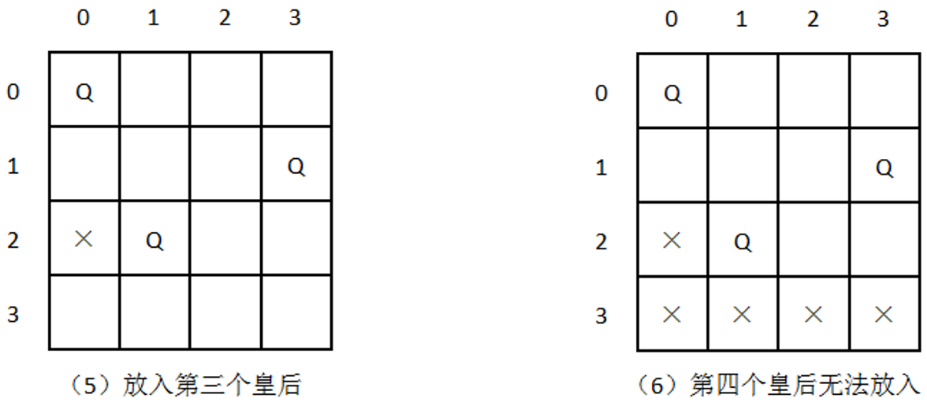 0 1 2 3
0 Q
1 Q
2 × Q
3
（5）放入第三个皇后
0 1 2 3
0 Q
1 Q
2 × Q
3 × × × ×
（6）第四个皇后无法放入